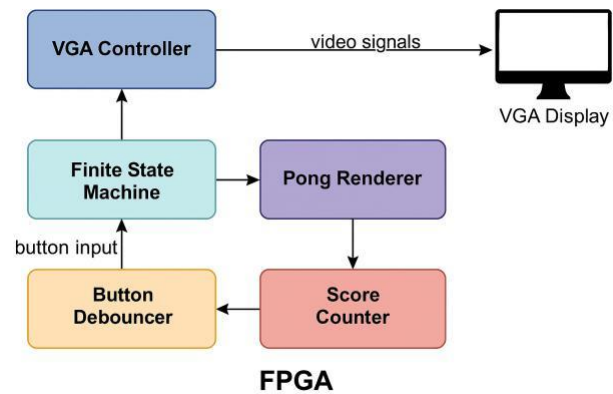 VGA Controller
video signals
VGA Display
Finite State
Machine
Pong Renderer
button input
Button
Debouncer
Score
Counter
FPGA